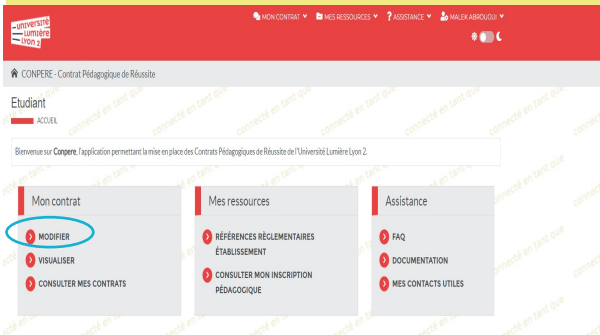 UNIVERSITÉ
LUMIÈRE
LYON 2
MON CONTRAT MES RESSOURCES ? ASSISTANCE MALEK ABROUGUI
CONPERE - Contrat Pédagogique de Réussite
Etudiant
ACCUEIL
Bienvenue sur Conpere, l'application permettant la mise en place des Contrats Pédagogiques de Réussite de l'Université Lumière Lyon 2.
Mon contrat
MODIFIER
VISUALISER
CONSULTER MES CONTRATS
Mes ressources
RÉFÉRENCES RÈGLEMENTAIRES
ÉTABLISSEMENT
CONSULTER MON INSCRIPTION
PÉDAGOGIQUE
Assistance
FAQ
DOCUMENTATION
MES CONTACTS UTILES
connecté en tant que